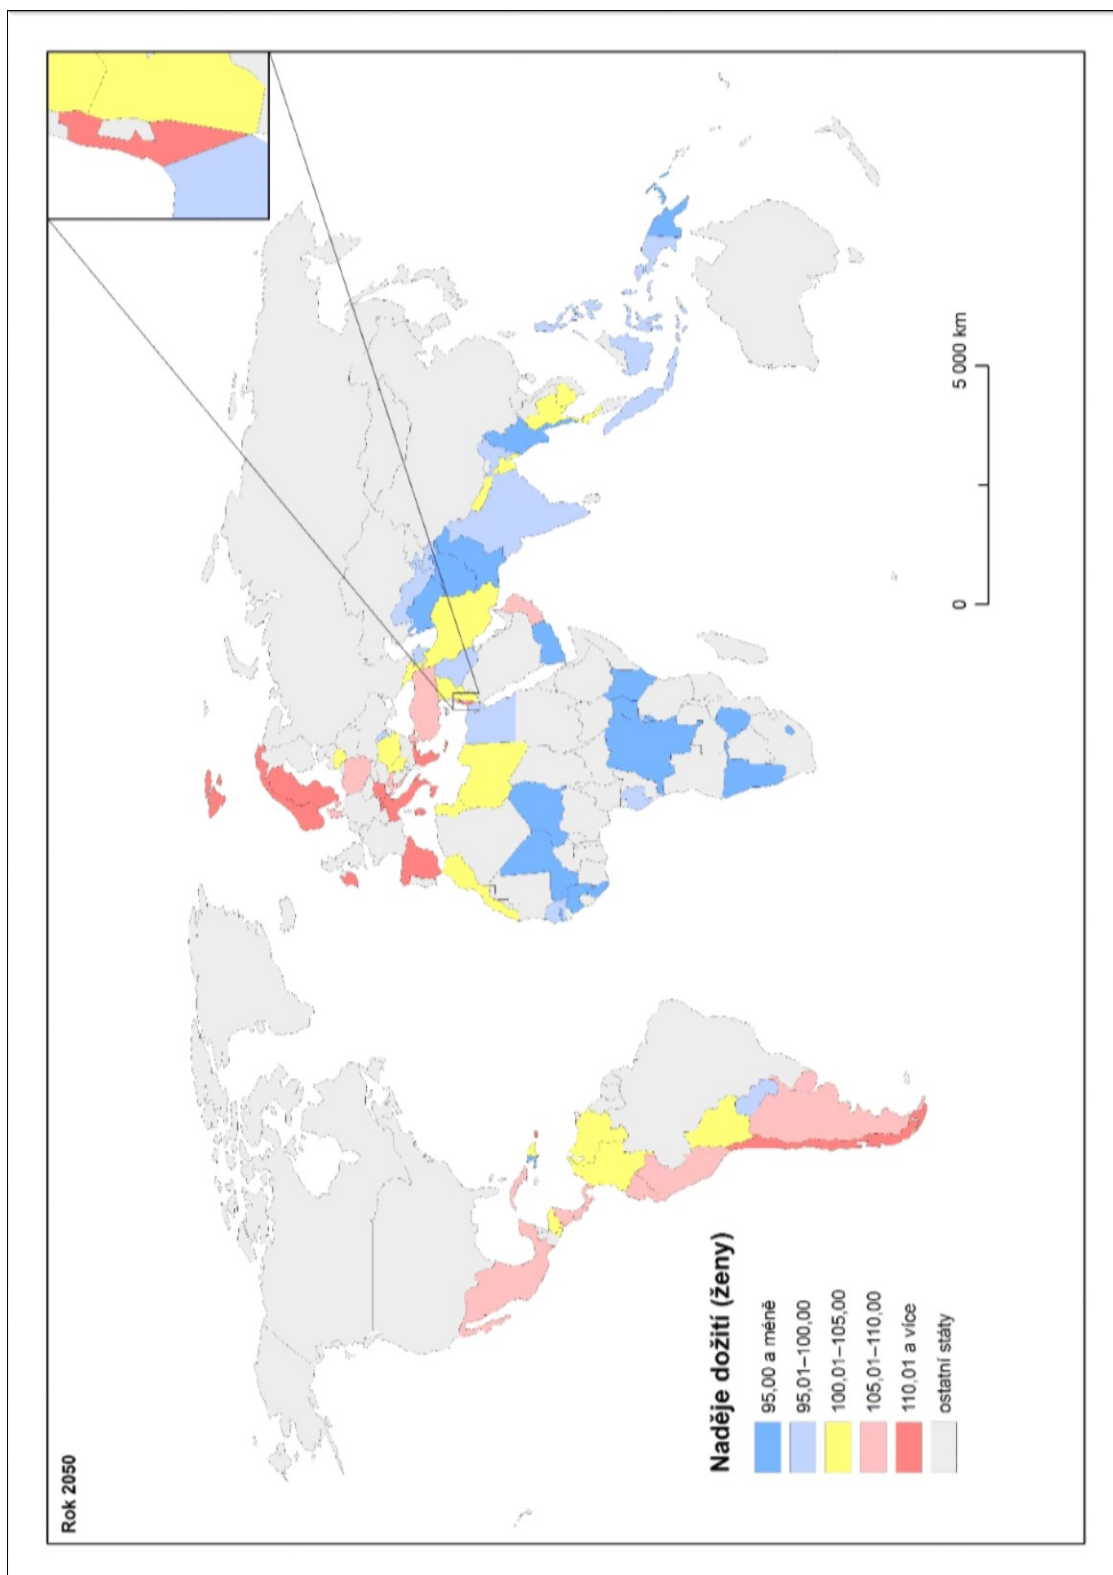 Rok 2050
Naděje dožití (ženy)
95,00 a méně
95,01–100,00
100,01–105,00
105,01–110,00
110,01 a více
ostatní státy
0
5 000 km